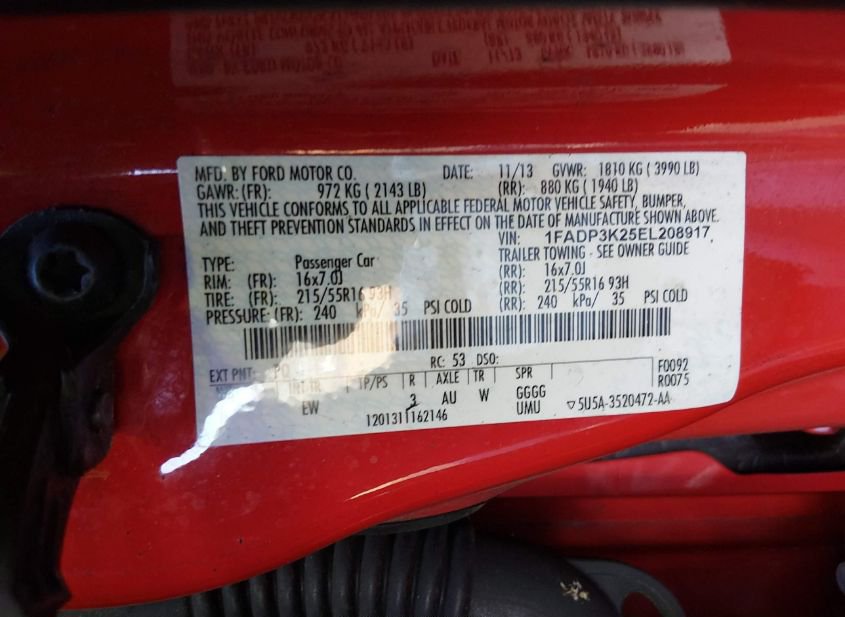 MFD. BY FORD MOTOR CO. DATE: 11/13 GVWR: 1810 KG ( 3990 LB)
GAWR: (FR): 972 KG ( 2143 LB) (RR): 880 KG ( 1940 LB)
THIS VEHICLE CONFORMS TO ALL APPLICABLE FEDERAL MOTOR VEHICLE SAFETY, BUMPER,
AND THEFT PREVENTION STANDARDS IN EFFECT ON THE DATE OF MANUFACTURE SHOWN ABOVE.
VIN: 1FADP3K25EL208917
TYPE: Passenger Car TRAILER TOWING - SEE OWNER GUIDE
RIM: (FR): 16x7.0J (RR): 16x7.0J
TIRE: (FR): 215/55R16 93H (RR): 215/55R16 93H
PRESSURE: (FR): 240 kPa/ 35 PSI COLD (RR): 240 kPa/ 35 PSI COLD
RC: 53 DSO: F0092
EXT PNT: PQ R0075
INT TR TP/PS R AXLE TR SPR
EW 3 AU W GGGG
UMU
1201311162146 ▽5U5A-3520472-AA